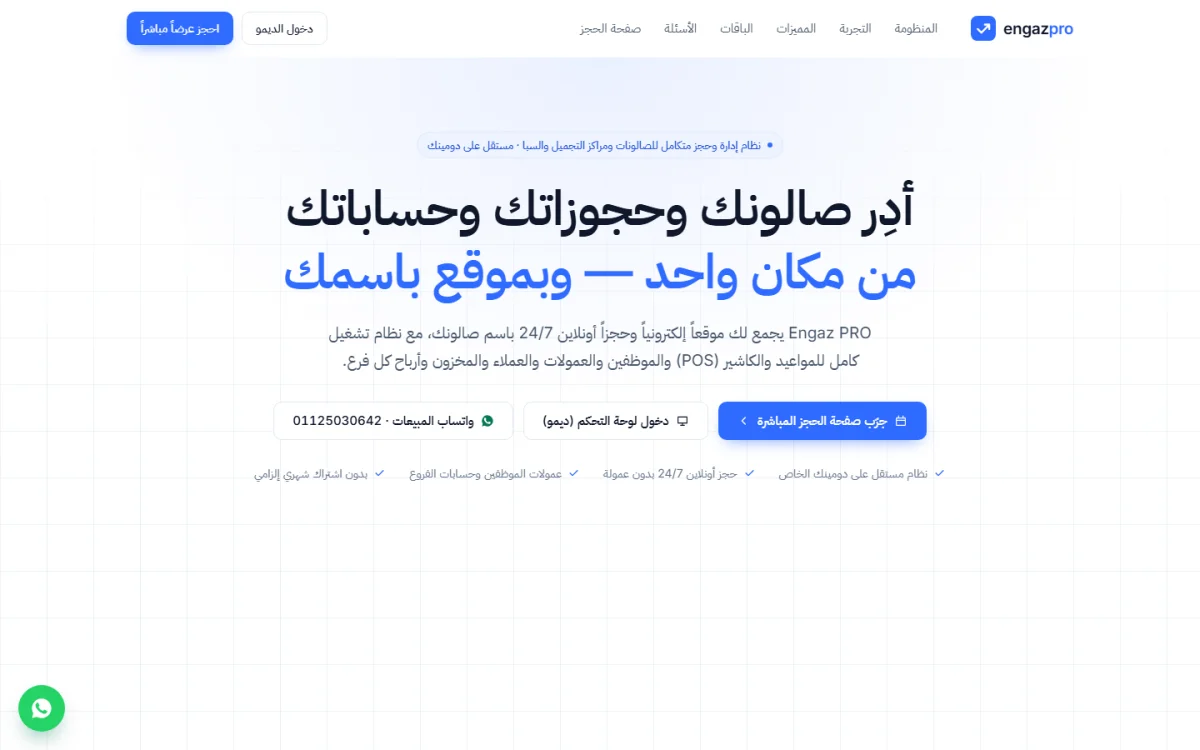 engazpro
المنظومة
التجربة
المميزات
الباقات
الأسئلة
صفحة الحجز
دخول الديمو
احجز عرضاً مباشراً
نظام إدارة وحجز متكامل للصالونات ومراكز التجميل والسبا · مستقل على دومينك
أدِر صالونك وحجوزاتك وحساباتك
من مكان واحد — وبموقع باسمك
Engaz PRO يجمع لك موقعاً إلكترونياً وحجزاً أونلاين 24/7 باسم صالونك، مع نظام تشغيل
كامل للمواعيد والكاشير (POS) والموظفين والعمولات والعملاء والمخزون وأرباح كل فرع.
جرّب صفحة الحجز المباشرة
دخول لوحة التحكم (ديمو)
واتساب المبيعات · 01125030642
نظام مستقل على دومينك الخاص
حجز أونلاين 24/7 بدون عمولة
عمولات الموظفين وحسابات الفروع
بدون اشتراك شهري إلزامي